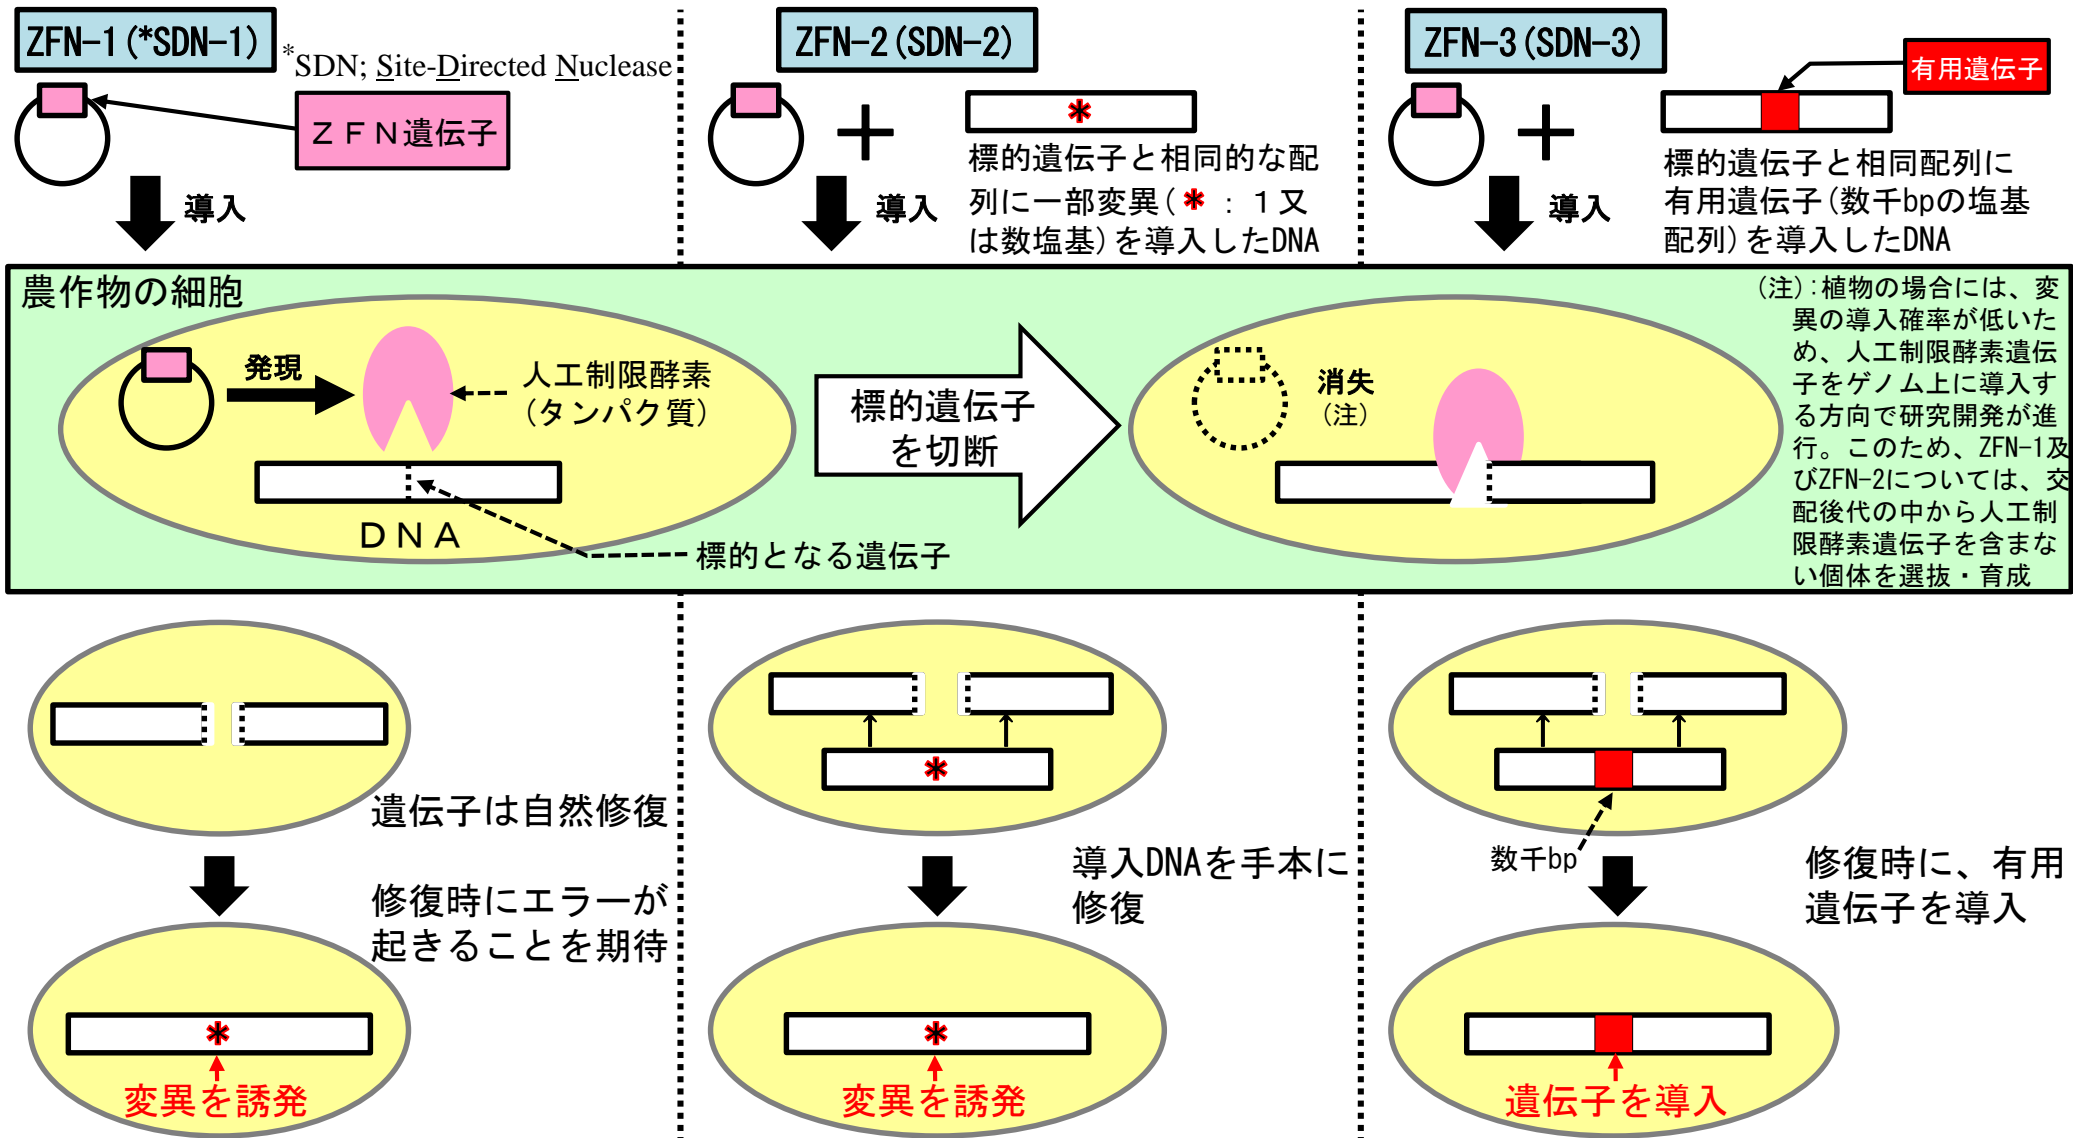 ZFN-1(*SDN-1)
*SDN; Site-Directed Nuclease
ZFN遺伝子
導入
ZFN-2(SDN-2)
標的遺伝子と相同的な配
列に一部変異(*:1又
は数塩基)を導入したDNA
導入
ZFN-3(SDN-3)
有用遺伝子
標的遺伝子と相同配列に
有用遺伝子(数千bpの塩基
配列)を導入したDNA
導入
農作物の細胞
発現
人工制限酵素
(タンパク質)
DNA
標的となる遺伝子
標的遺伝子
を切断
消失
(注)
(注):植物の場合には、変
異の導入確率が低いた
め、人工制限酵素遺伝
子をゲノム上に導入す
る方向で研究開発が進
行。このため、ZFN-1及
びZFN-2については、交
配後代の中から人工制
限酵素遺伝子を含まな
い個体を選抜・育成
遺伝子は自然修復
修復時にエラーが
起きることを期待
*
変異を誘発
*
導入DNAを手本に
修復
*
変異を誘発
数千bp
修復時に、有用
遺伝子を導入
遺伝子を導入